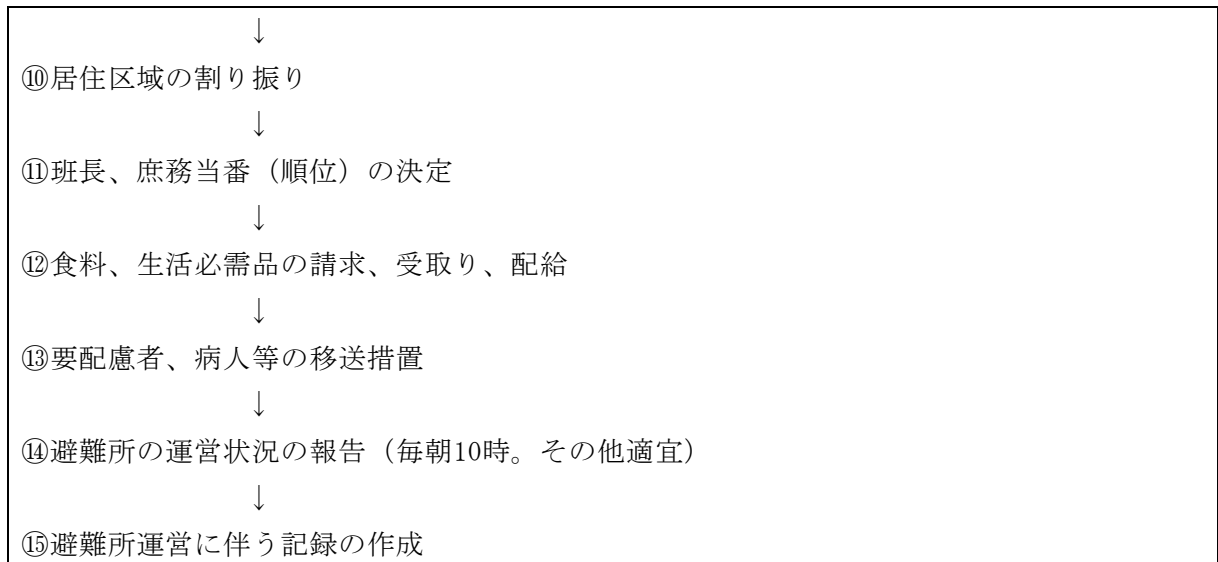 ↓
⑩居住区域の割り振り
↓
⑪班長、庶務当番（順位）の決定
↓
⑫食料、生活必需品の請求、受取り、配給
↓
⑬要配慮者、病人等の移送措置
↓
⑭避難所の運営状況の報告（毎朝10時。その他適宜）
↓
⑮避難所運営に伴う記録の作成